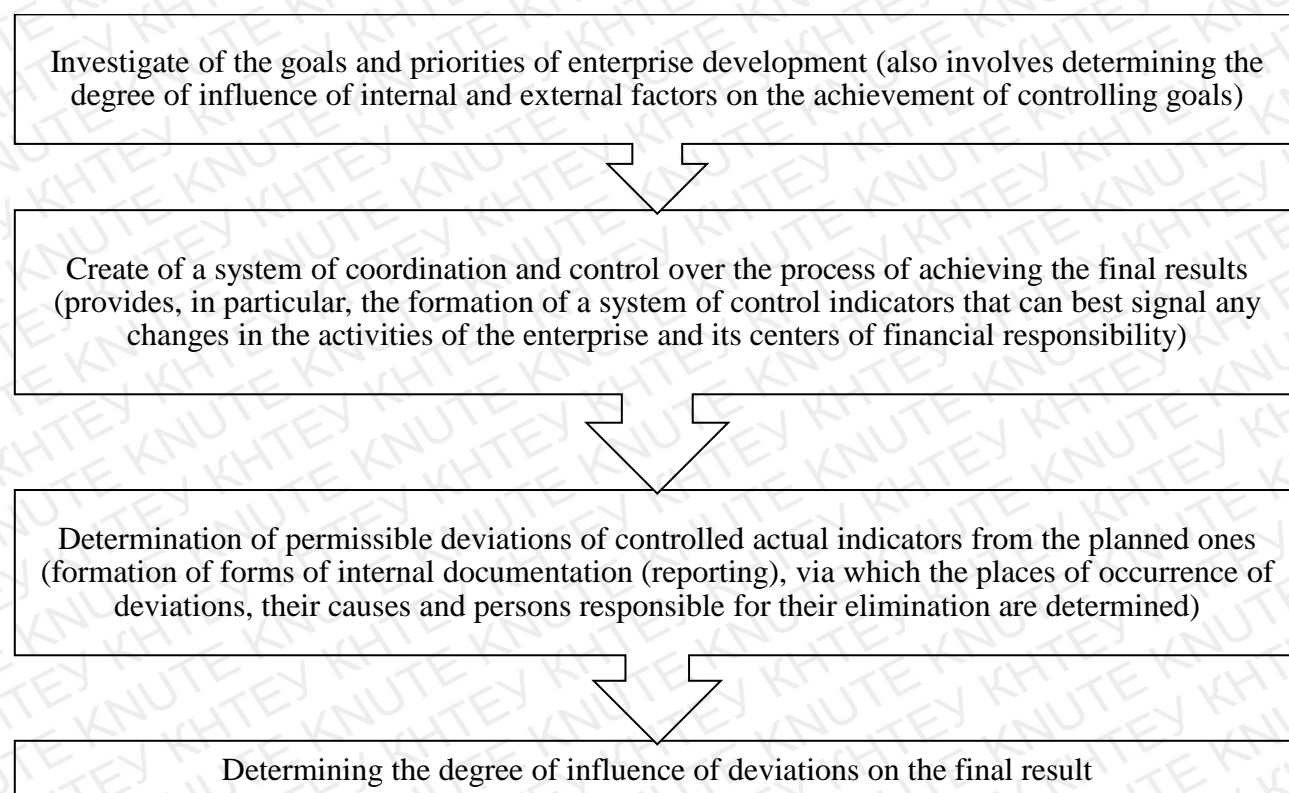 Investigate of the goals and priorities of enterprise development (also involves determining the
degree of influence of internal and external factors on the achievement of controlling goals)
Create of a system of coordination and control over the process of achieving the final results
(provides, in particular, the formation of a system of control indicators that can best signal any
changes in the activities of the enterprise and its centers of financial responsibility)
Determination of permissible deviations of controlled actual indicators from the planned ones
(formation of forms of internal documentation (reporting), via which the places of occurrence of
deviations, their causes and persons responsible for their elimination are determined)
Determining the degree of influence of deviations on the final result